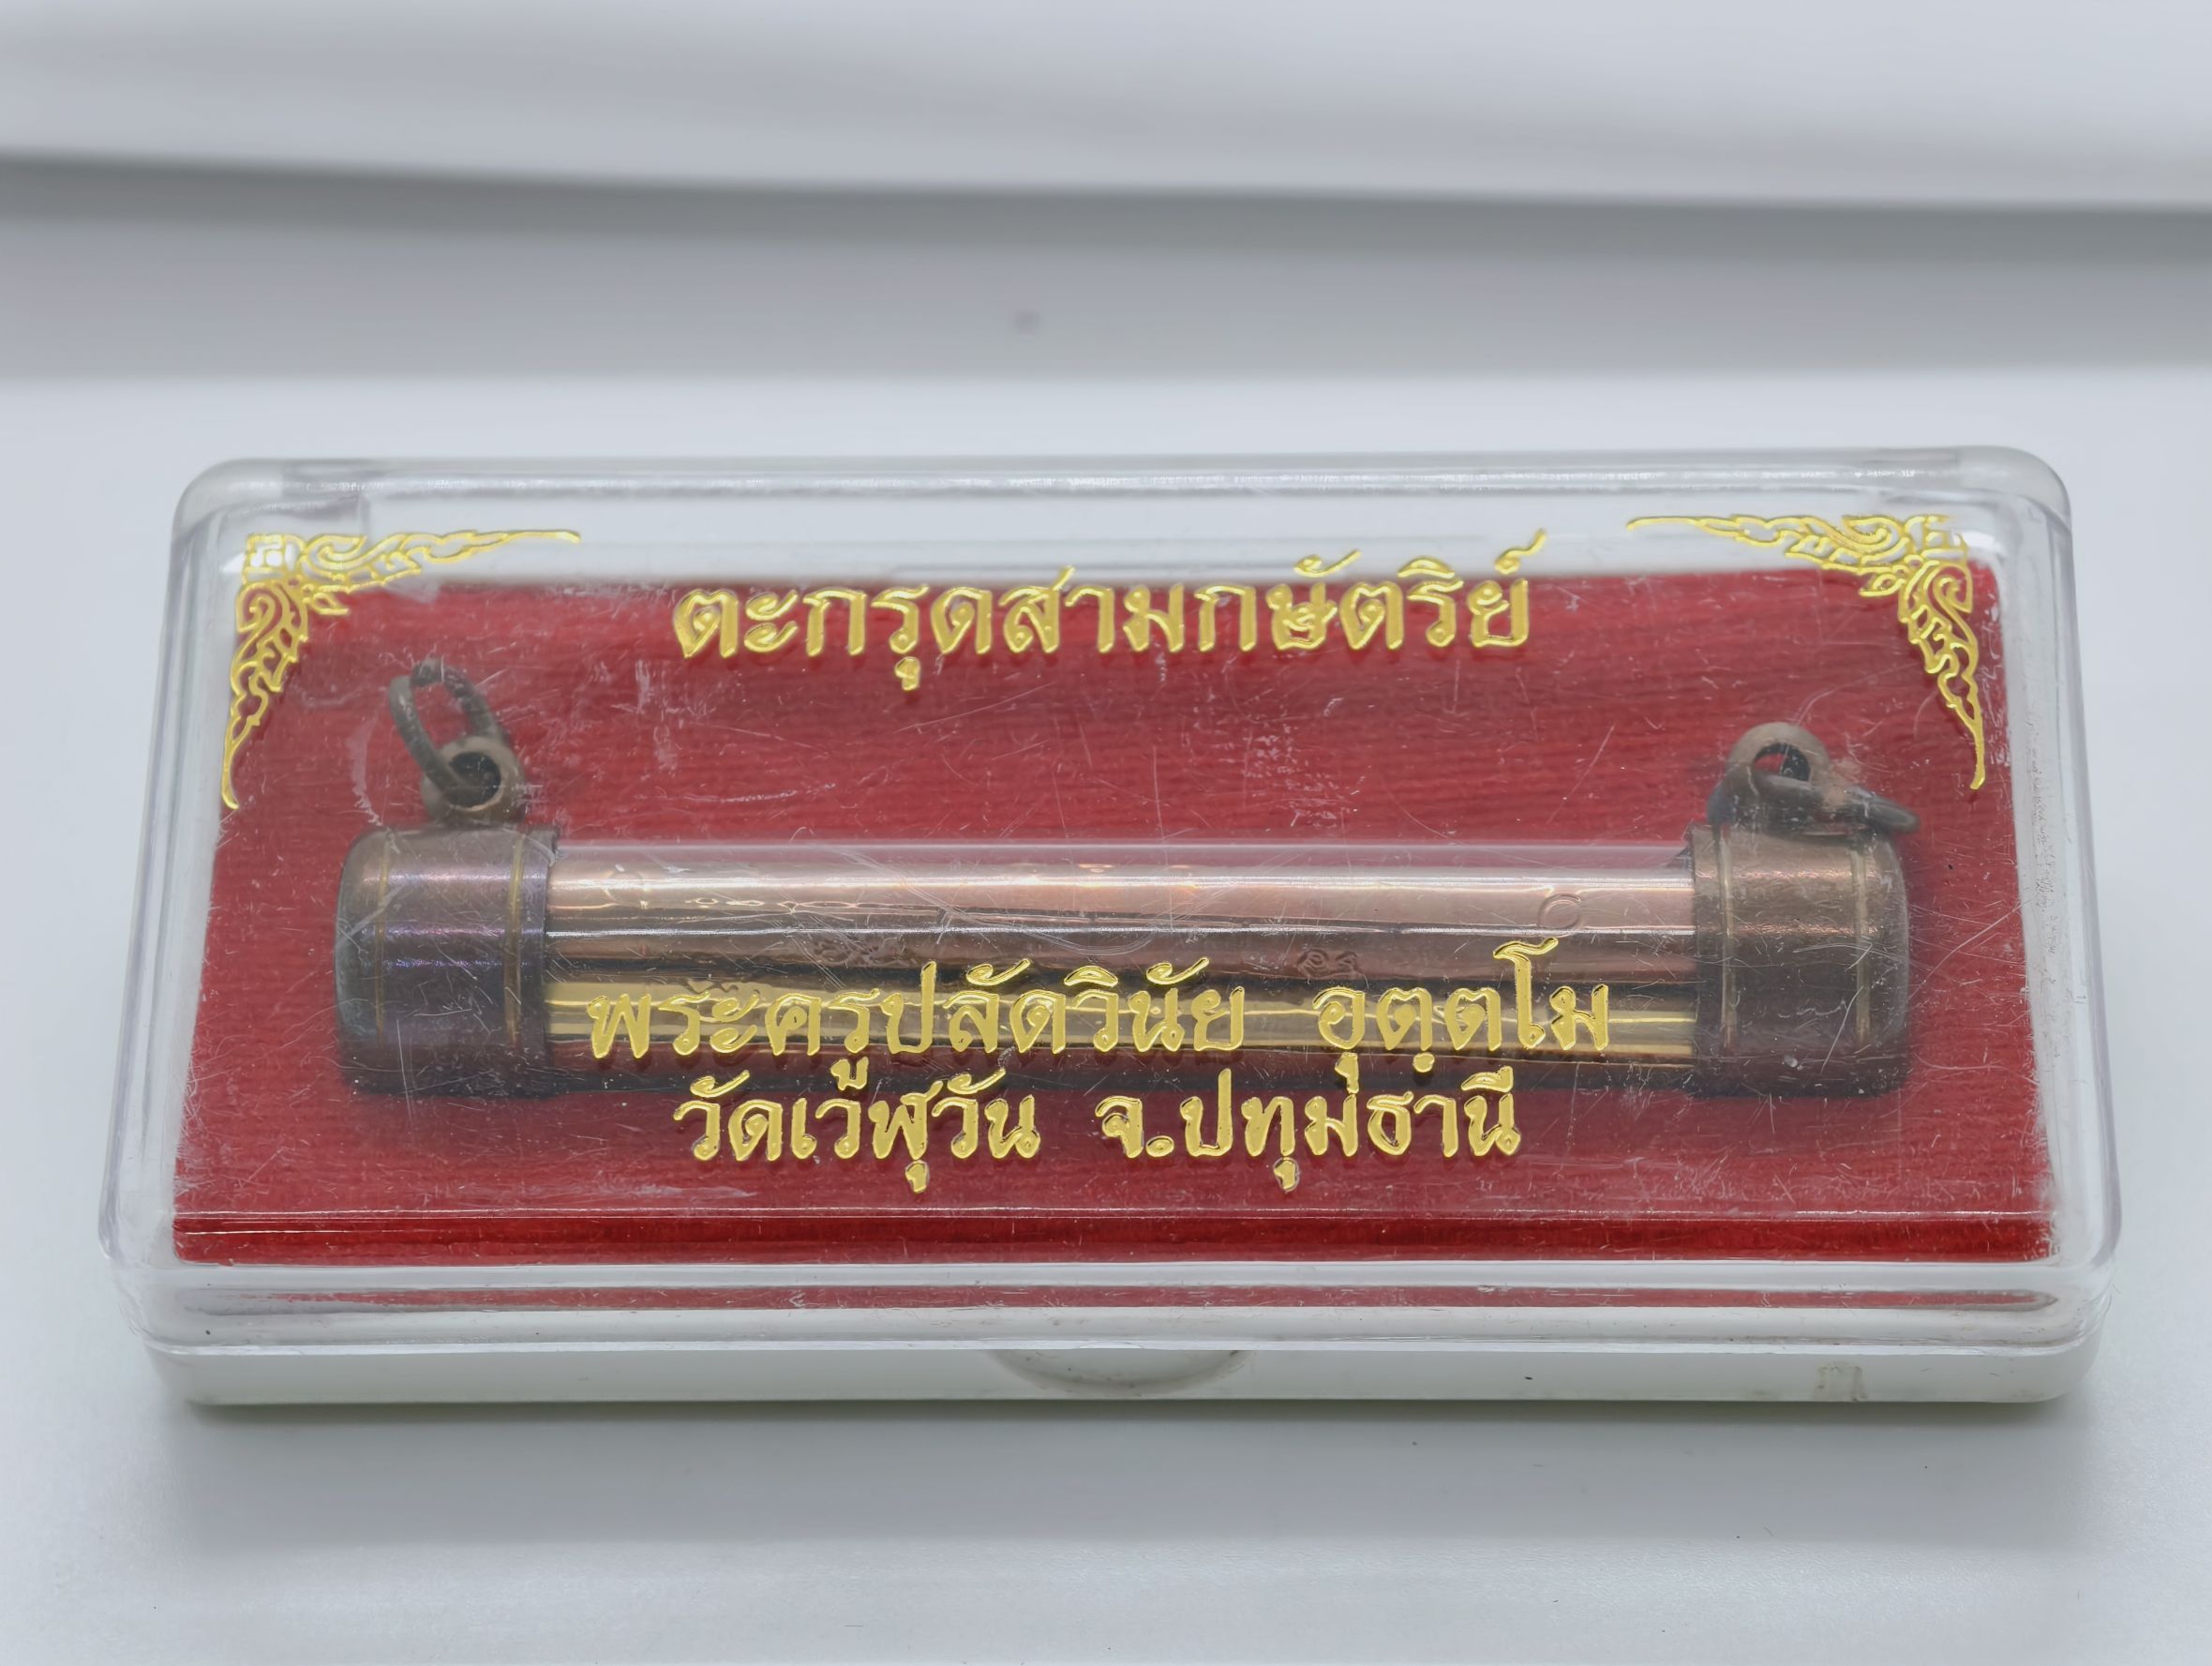 ตะกรุดสามกษัตริย์
พระครูปลัดวินัย อุตฺตโม
วัดเวฬุวัน จ.ปทุมธานี